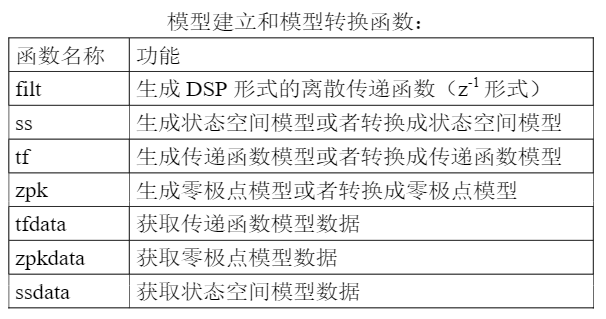 模型建立和模型转换函数：
函数名称 功能
filt 生成 DSP 形式的离散传递函数（z⁻¹ 形式）
ss 生成状态空间模型或者转换成状态空间模型
tf 生成传递函数模型或者转换成传递函数模型
zpk 生成零极点模型或者转换成零极点模型
tfdata 获取传递函数模型数据
zpkdata 获取零极点模型数据
ssdata 获取状态空间模型数据